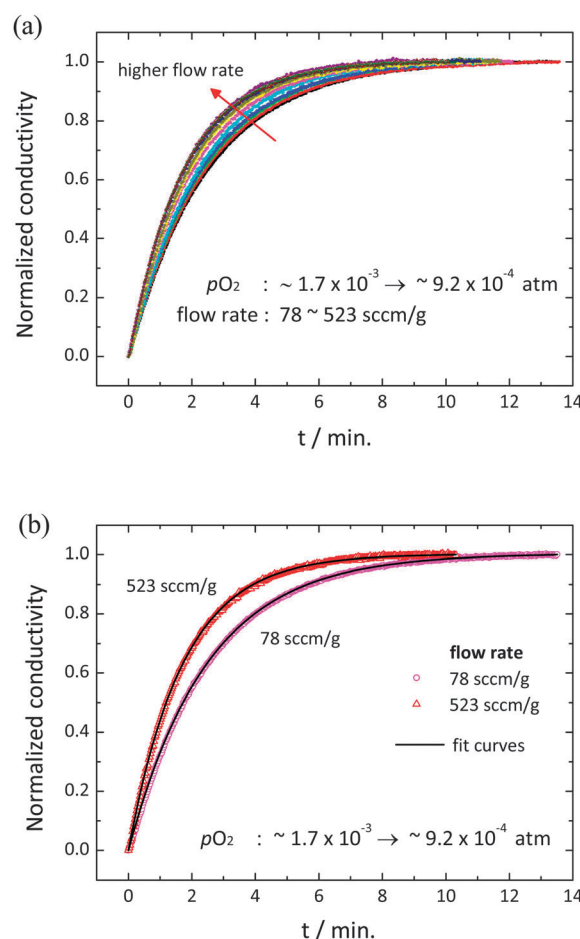 (a)
1.0
higher flow rate
0.8
0.6
0.4
pO₂ : ~ 1.7 x 10⁻³ → ~ 9.2 x 10⁻⁴ atm
0.2
flow rate : 78 ~ 523 sccm/g
0.0
Normalized conductivity
0 2 4 6 8 10 12 14
t / min.
(b)
1.0
523 sccm/g
0.8
78 sccm/g
flow rate
0.6
78 sccm/g
523 sccm/g
0.4
fit curves
0.2
pO₂ : ~ 1.7 x 10⁻³ → ~ 9.2 x 10⁻⁴ atm
0.0
Normalized conductivity
0 2 4 6 8 10 12 14
t / min.